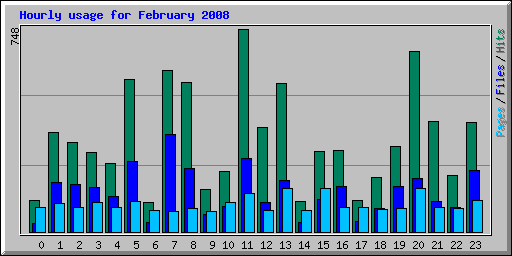 Hourly usage for February 2008
748
Pages/Files/Hits
0 1 2 3 4 5 6 7 8 9 10 11 12 13 14 15 16 17 18 19 20 21 22 23